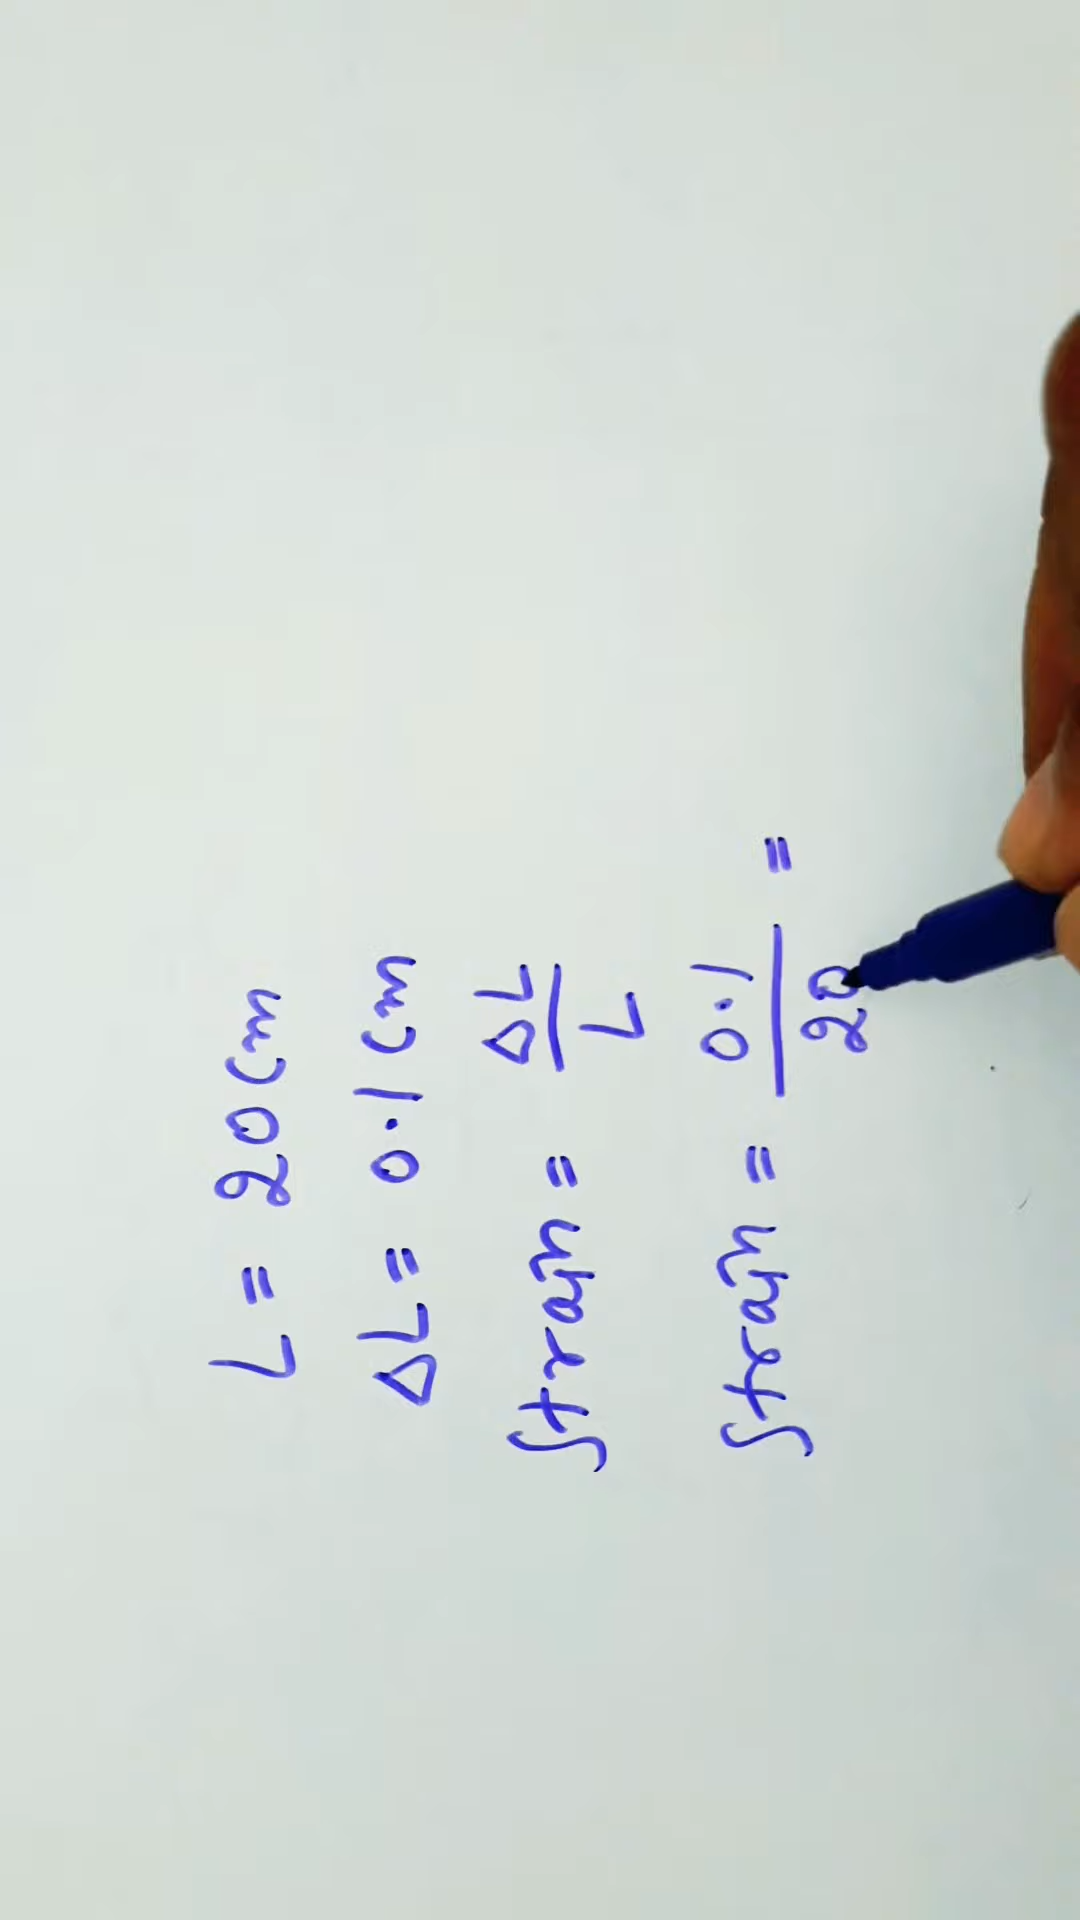 L = 20 cm
ΔL = 0.1 cm
Strain = ΔL/L
Strain = 0.1/20 =